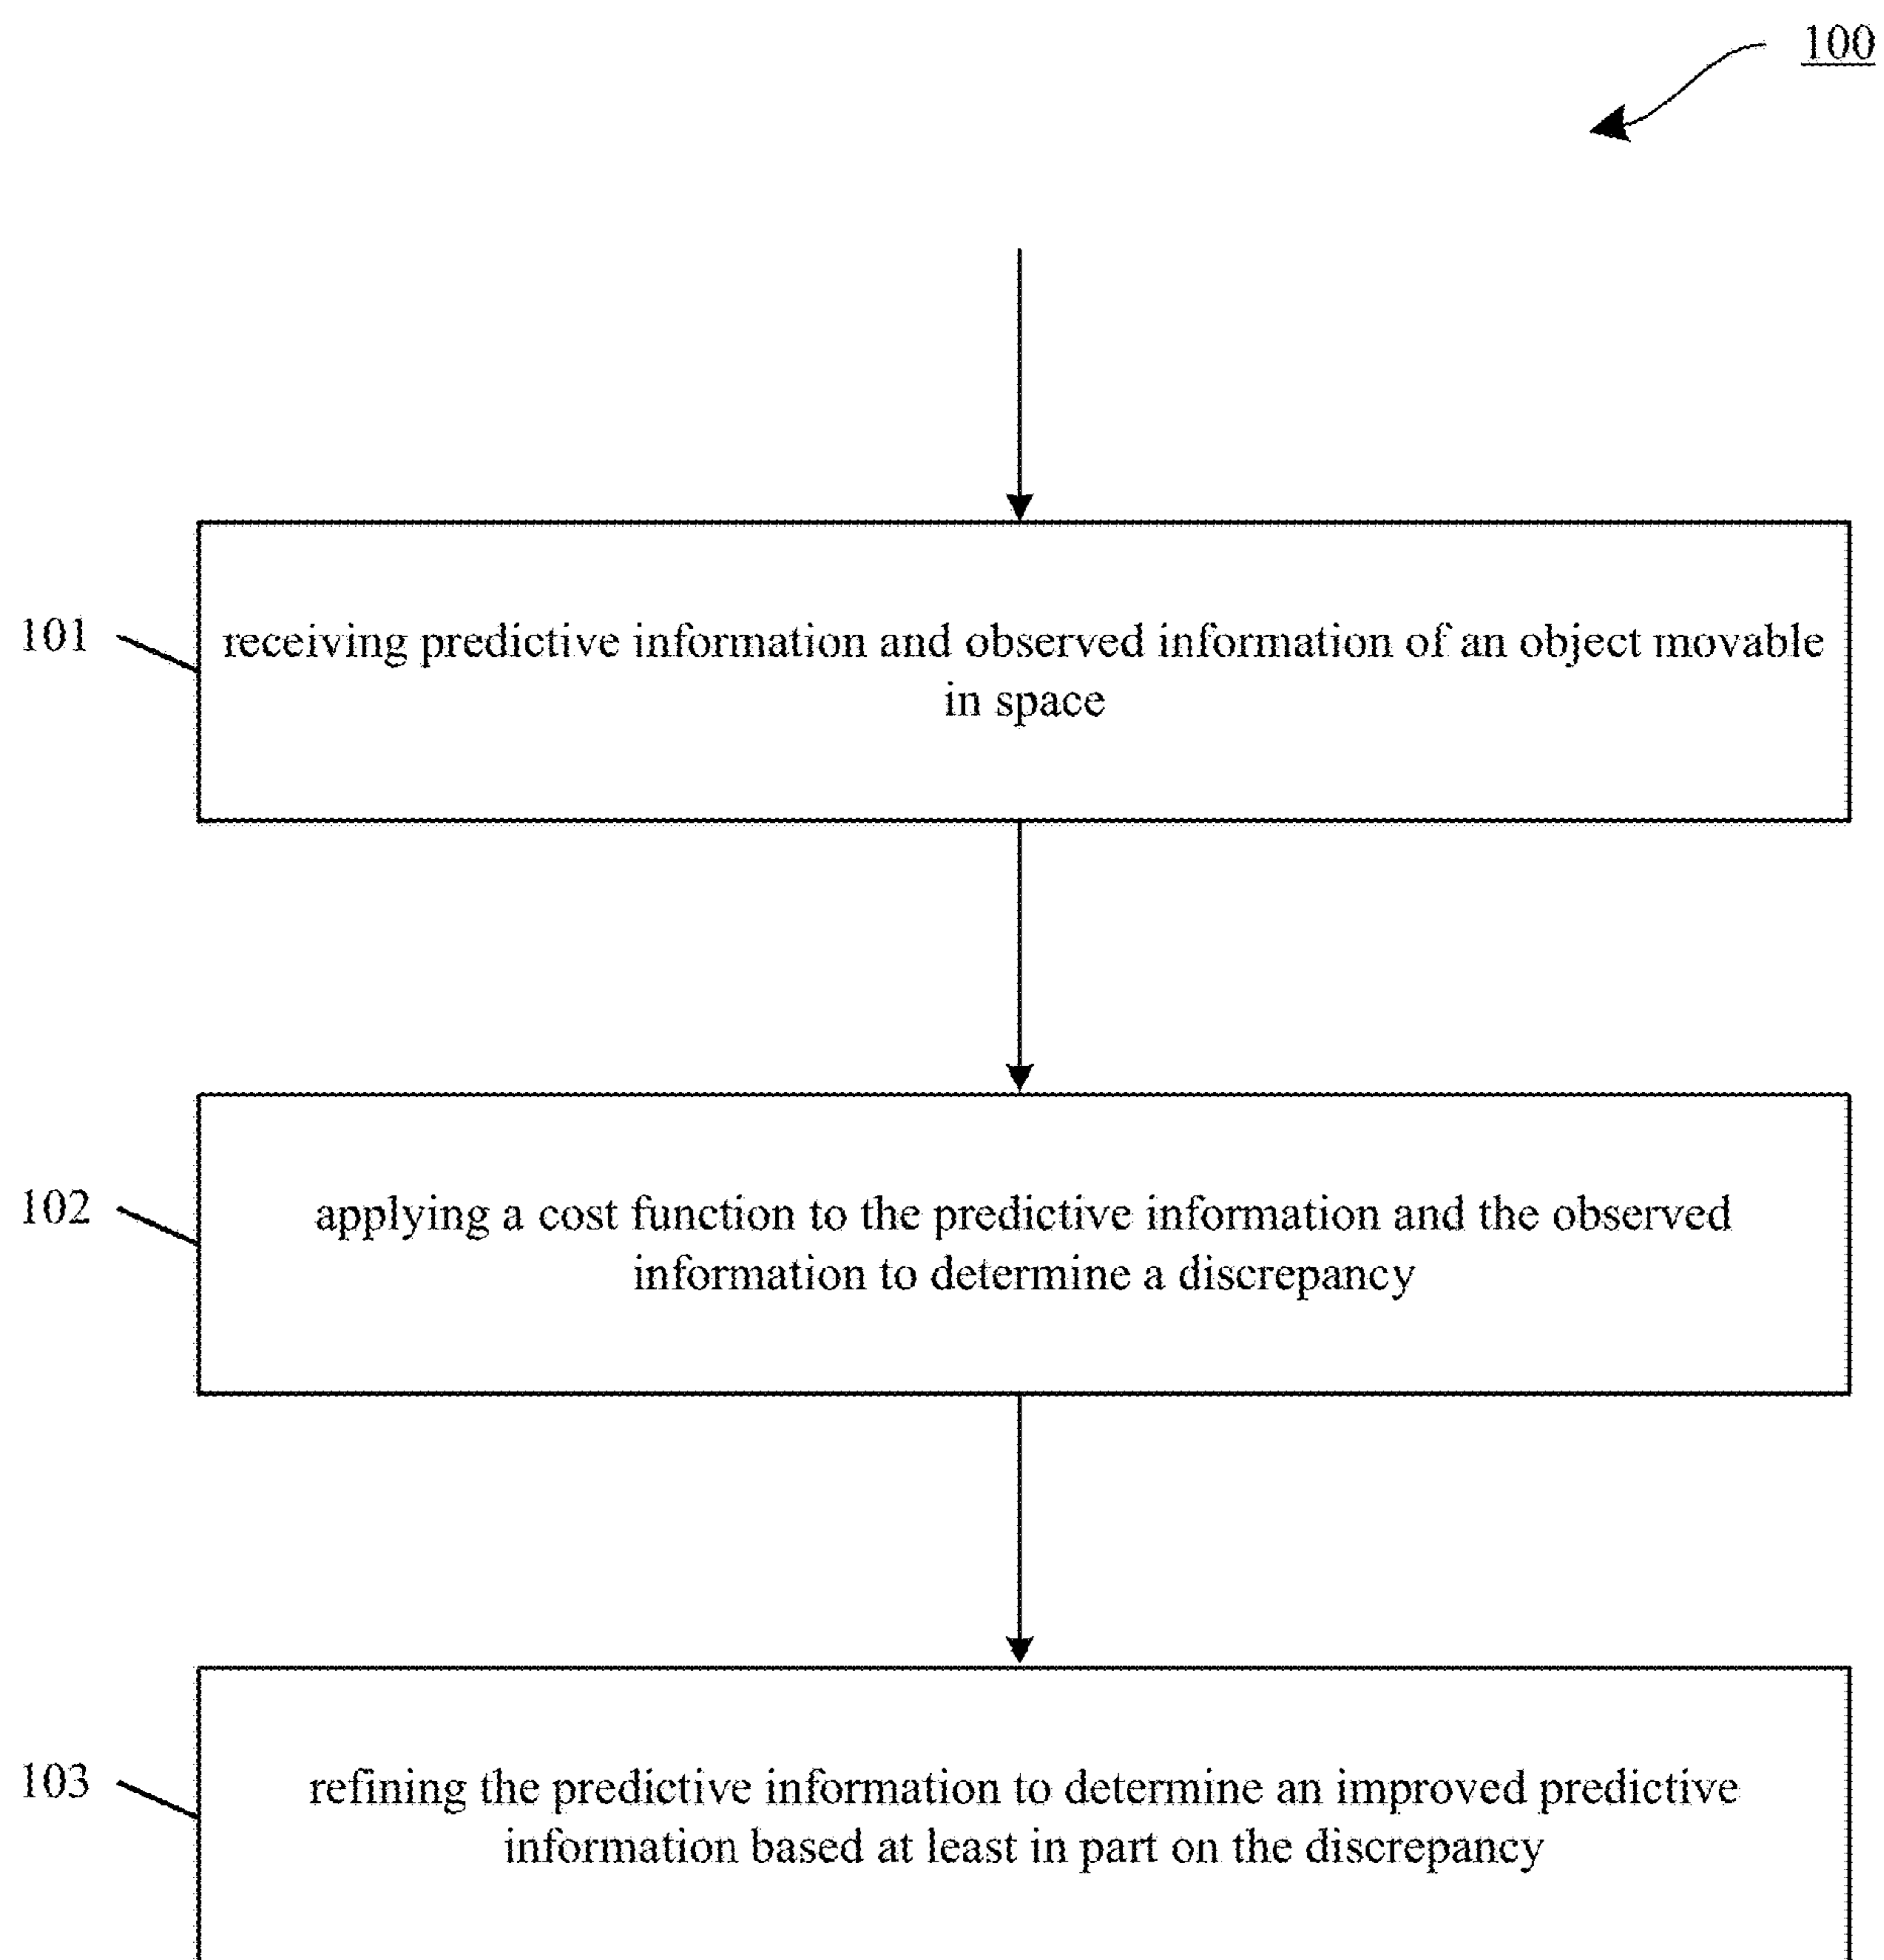 100
101
receiving predictive information and observed information of an object movable
in space
102
applying a cost function to the predictive information and the observed
information to determine a discrepancy
103
refining the predictive information to determine an improved predictive
information based at least in part on the discrepancy